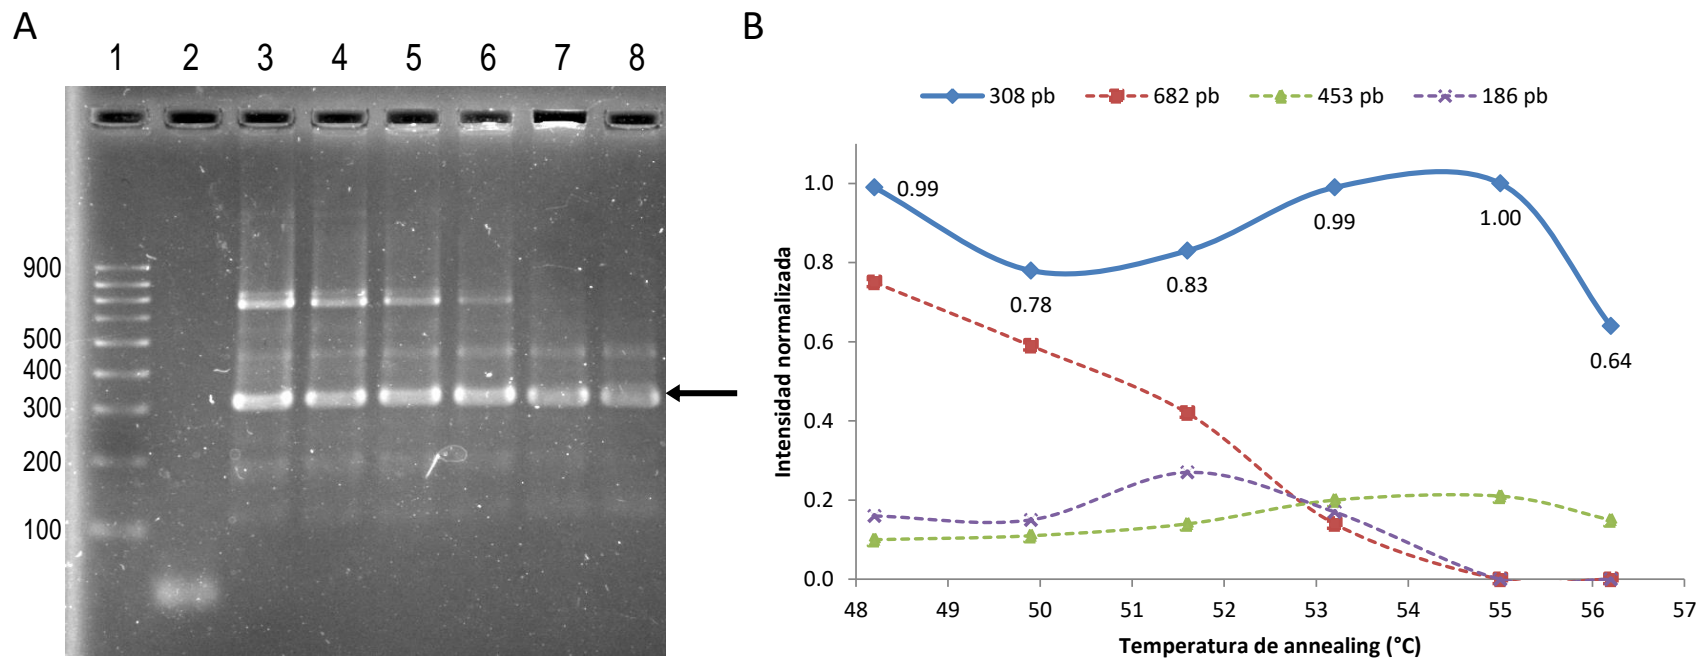 A
1 2 3 4 5 6 7 8
900
500
400
300
200
100
B
308 pb 682 pb 453 pb 186 pb
Intensidad normalizada
1.0
0.8
0.6
0.4
0.2
0.0
0.99
0.78
0.83
0.99
1.00
0.64
48 49 50 51 52 53 54 55 56 57
Temperatura de annealing (°C)